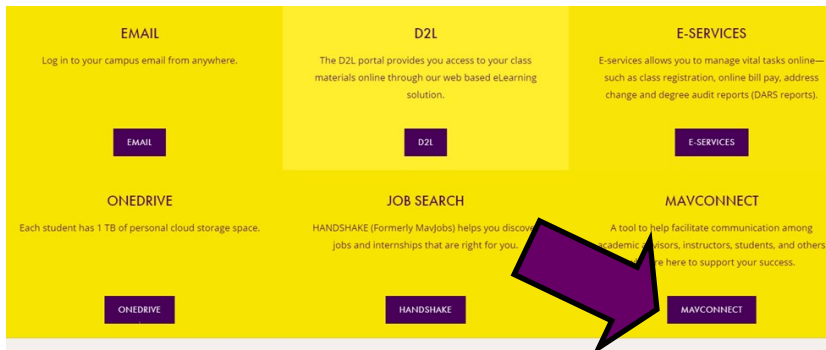 EMAIL
Log in to your campus email from anywhere.
EMAIL
D2L
The D2L portal provides you access to your class
materials online through our web based eLearning
solution.
D2L
E-SERVICES
E-services allows you to manage vital tasks online—
such as class registration, online bill pay, address
change and degree audit reports (DARS reports).
E-SERVICES
ONEDRIVE
Each student has 1 TB of personal cloud storage space.
ONEDRIVE
JOB SEARCH
HANDSHAKE (Formerly MavJobs) helps you discover
jobs and internships that are right for you.
HANDSHAKE
MAVCONNECT
A tool to help facilitate communication among
academic advisors, instructors, students, and others
here to support your success.
MAVCONNECT